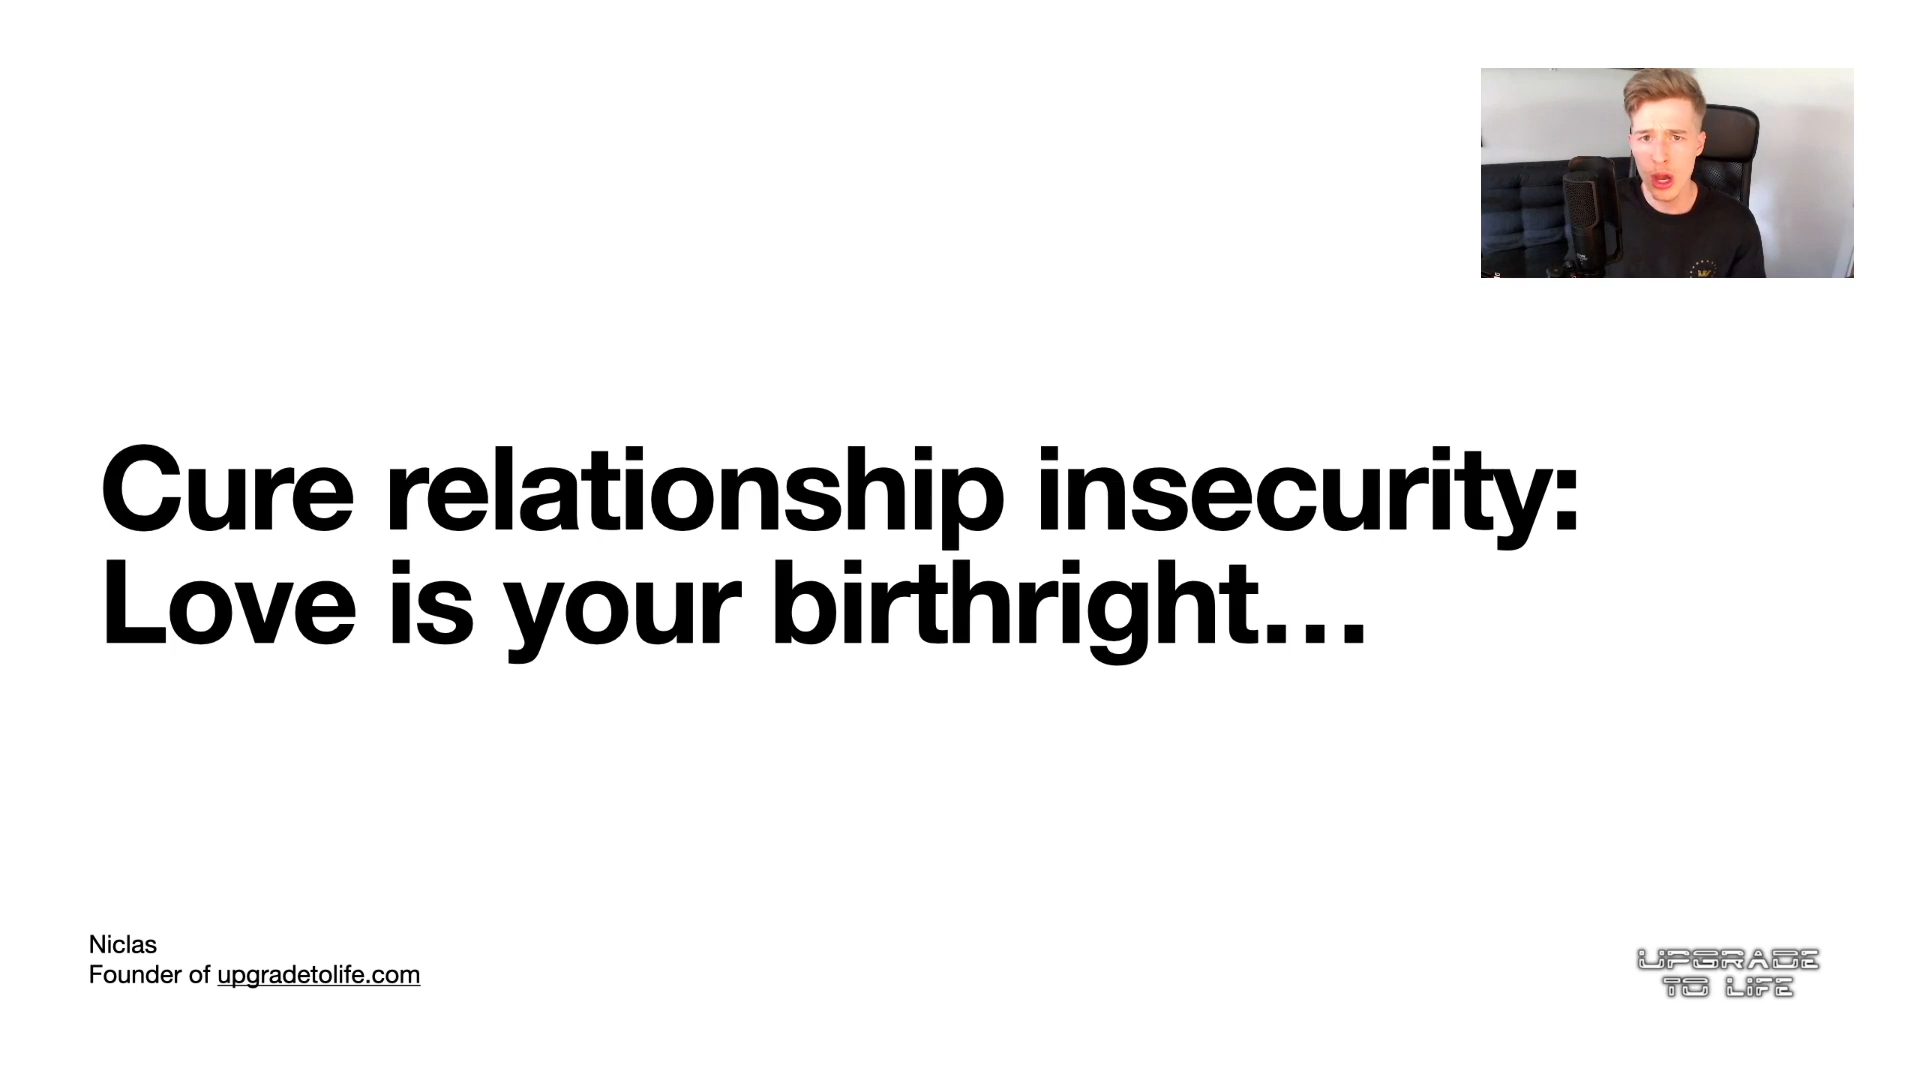 Cure relationship insecurity:
Love is your birthright…
Niclas
Founder of upgradetolife.com
UPGRADE
TO LIFE